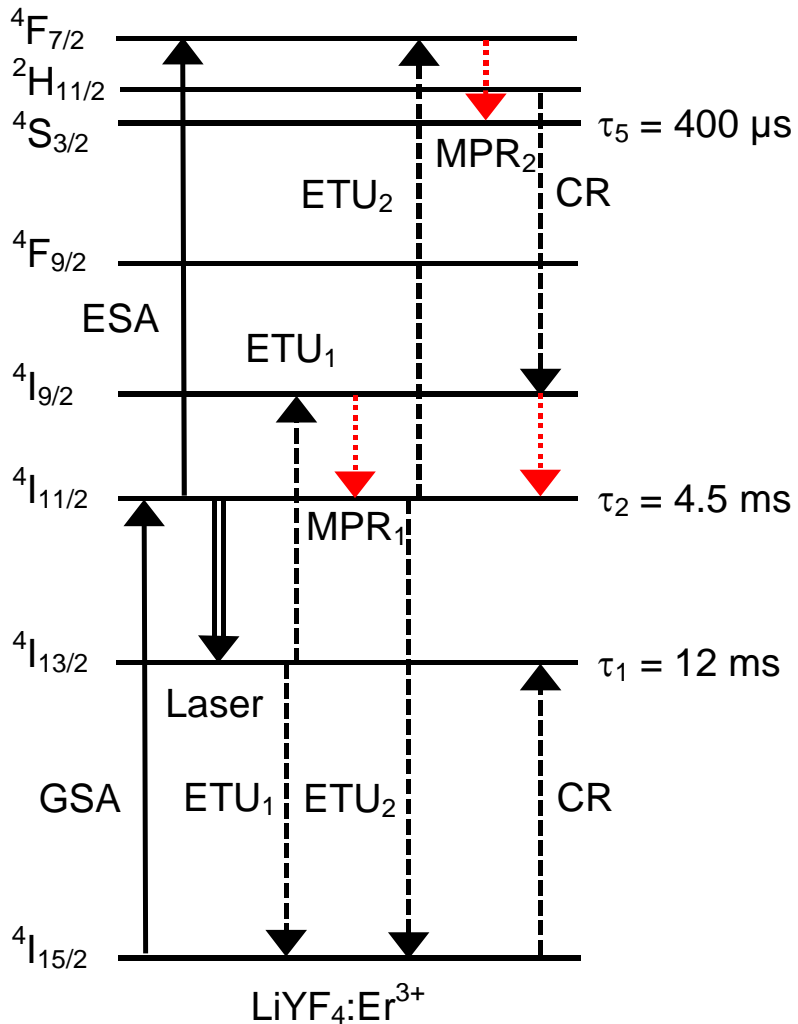 ⁴F₇/₂
²H₁₁/₂
⁴S₃/₂ τ₅ = 400 µs
MPR₂
ETU₂ CR
⁴F₉/₂
ESA ETU₁
⁴I₉/₂
⁴I₁₁/₂ τ₂ = 4.5 ms
MPR₁
⁴I₁₃/₂ τ₁ = 12 ms
Laser
GSA ETU₁ ETU₂ CR
⁴I₁₅/₂
LiYF₄:Er³⁺